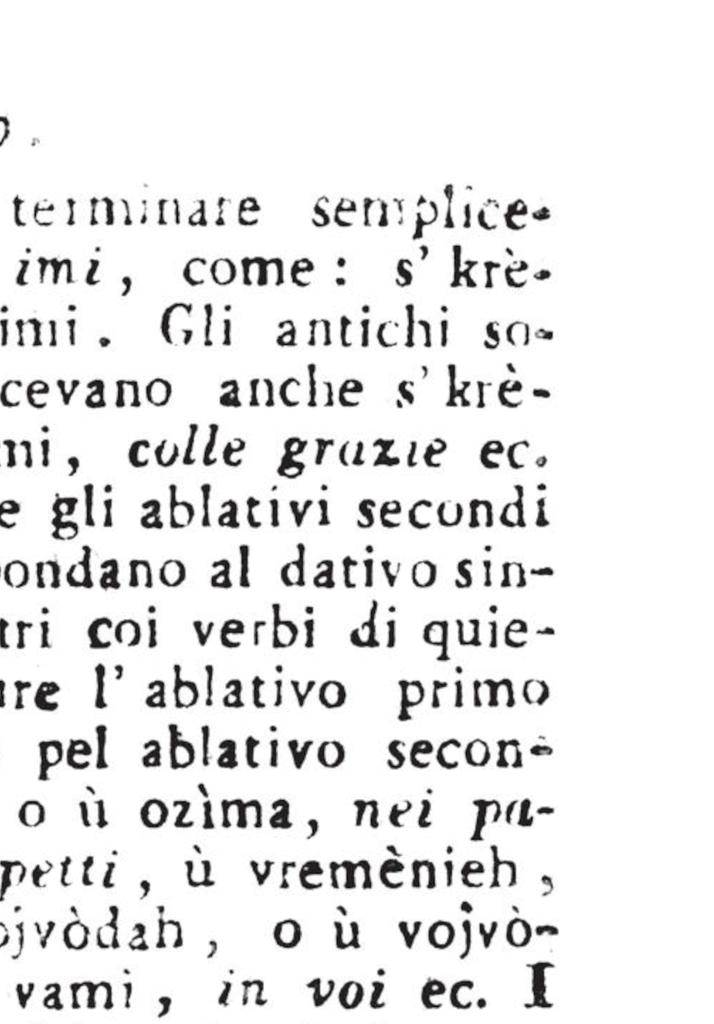 terminare semplice-
imi, come: s' krè-
imi. Gli antichi so-
cevano anche s' krè-
mi, colle grazie ec.
e gli ablativi secondi
ondano al dativo sin-
tri coi verbi di quie-
ure l' ablativo primo
pel ablativo secon-
o ù ozìma, nei pa-
petti, ù vremènieh,
ojvòdah, o ù vojvò-
vami, in voi ec. I